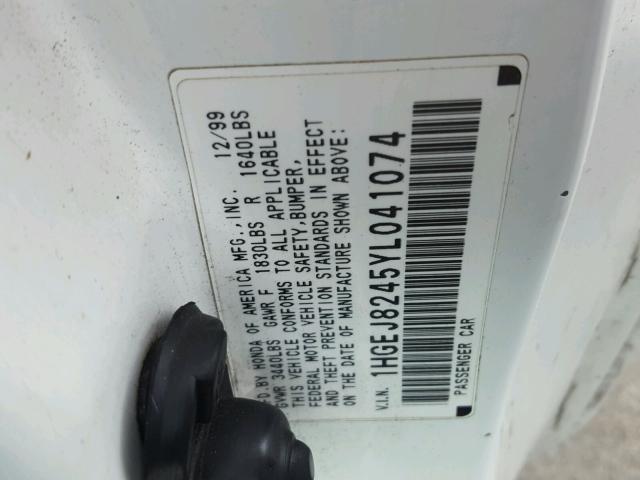 D BY HONDA OF AMERICA MFG., INC. 12/99
GVWR 3440LBS GAWR F 1830LBS R 1640LBS
THIS VEHICLE CONFORMS TO ALL APPLICABLE
FEDERAL MOTOR VEHICLE SAFETY, BUMPER,
AND THEFT PREVENTION STANDARDS IN EFFECT
ON THE DATE OF MANUFACTURE SHOWN ABOVE:
V.I.N. 1HGEJ8245YL041074
PASSENGER CAR